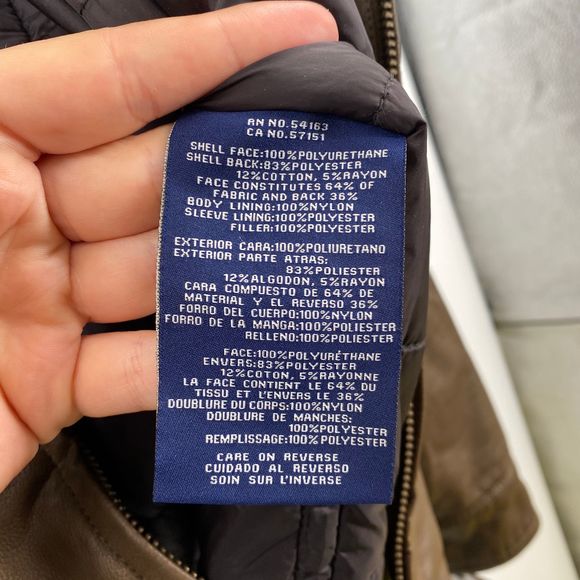 RN NO.54163
CA NO.57151
SHELL FACE:100%POLYURETHANE
SHELL BACK:83%POLYESTER
12%COTTON, 5%RAYON
FACE CONSTITUTES 64% OF
FABRIC AND BACK 36%
BODY LINING:100%NYLON
SLEEVE LINING:100%POLYESTER
FILLER:100%POLYESTER
EXTERIOR CARA:100%POLIURETANO
EXTERIOR PARTE ATRAS:
83%POLIESTER
12%ALGODON, 5%RAYON
CARA COMPUESTO DE 64% DE
MATERIAL Y EL REVERSO 36%
FORRO DEL CUERPO:100%NYLON
FORRO DE LA MANGA:100%POLIESTER
RELLENO:100%POLIESTER
FACE:100%POLYURÉTHANE
ENVERS:83%POLYESTER
12%COTON, 5%RAYONNE
LA FACE CONTIENT LE 64% DU
TISSU ET L'ENVERS LE 36%
DOUBLURE DU CORPS:100%NYLON
DOUBLURE DE MANCHES:
100%POLYESTER
REMPLISSAGE:100%POLYESTER
CARE ON REVERSE
CUIDADO AL REVERSO
SOIN SUR L'INVERSE